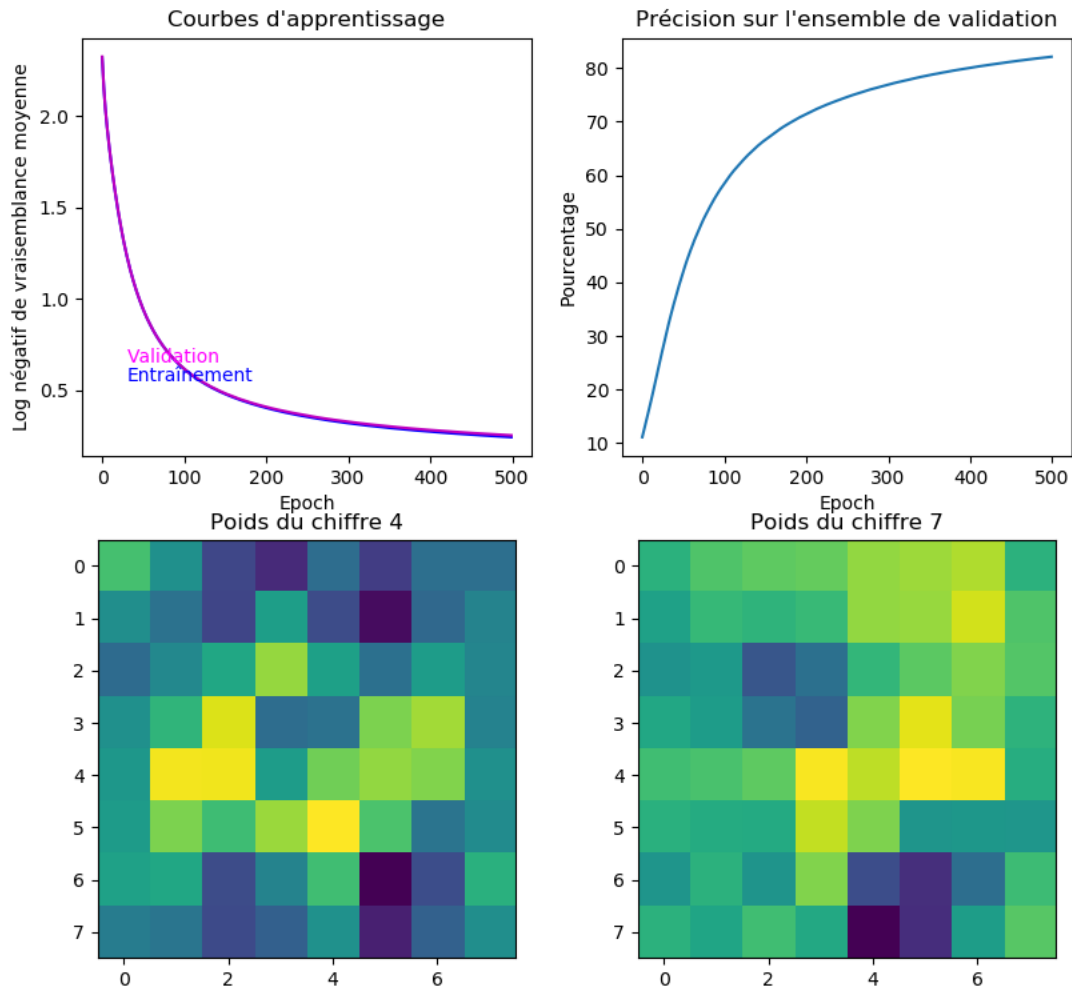 Courbes d'apprentissage
Log négatif de vraisemblance moyenne
2.0
1.5
1.0
0.5
Validation
Entraînement
0 100 200 300 400 500
Epoch
Précision sur l'ensemble de validation
Pourcentage
80
70
60
50
40
30
20
10
0 100 200 300 400 500
Epoch
Poids du chiffre 4
0
1
2
3
4
5
6
7
0 2 4 6
Poids du chiffre 7
0
1
2
3
4
5
6
7
0 2 4 6